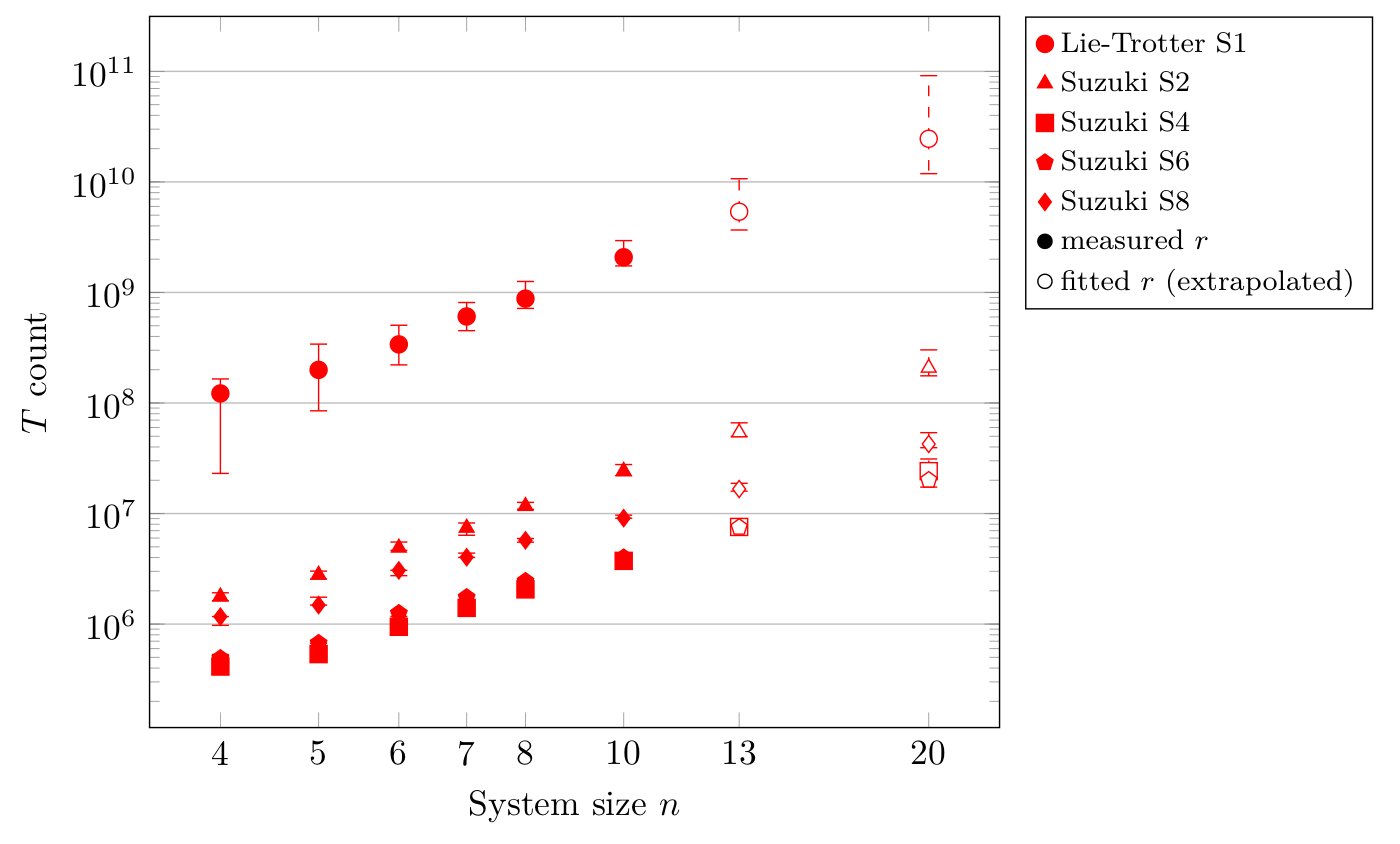 10^11
10^10
10^9
10^8
10^7
10^6
T count
4 5 6 7 8 10 13 20
System size n
Lie-Trotter S1
Suzuki S2
Suzuki S4
Suzuki S6
Suzuki S8
measured r
fitted r (extrapolated)